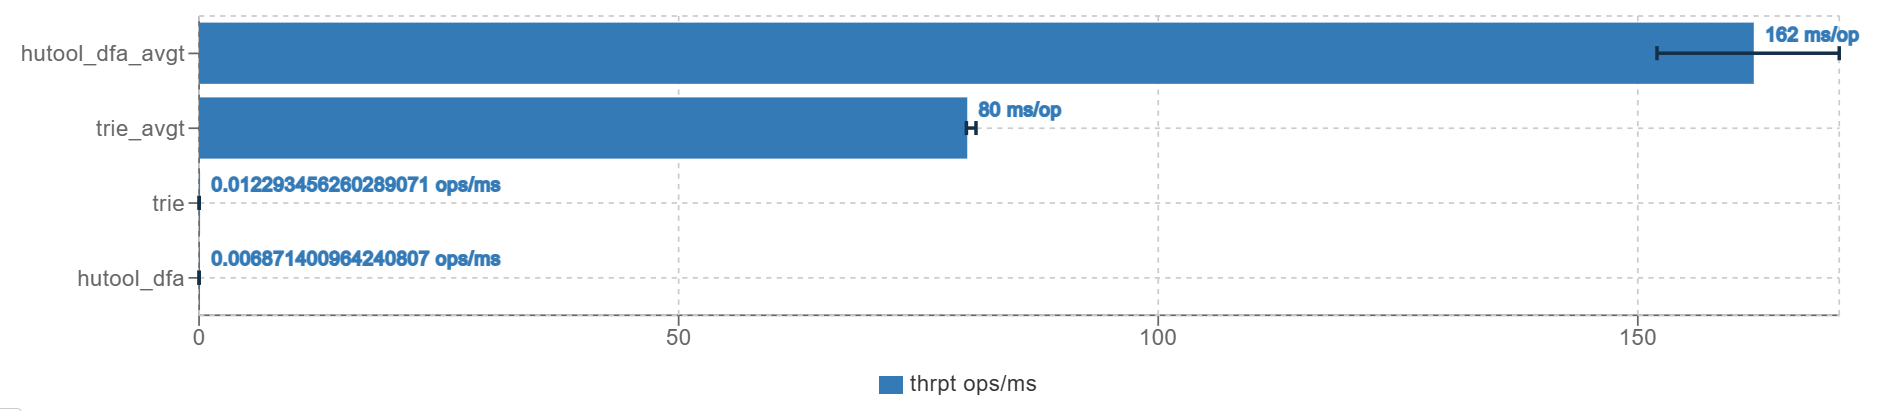 hutool_dfa_avgt
162 ms/op
trie_avgt
80 ms/op
trie
0.012293456260289071 ops/ms
hutool_dfa
0.006871400964240807 ops/ms
0 50 100 150
thrpt ops/ms